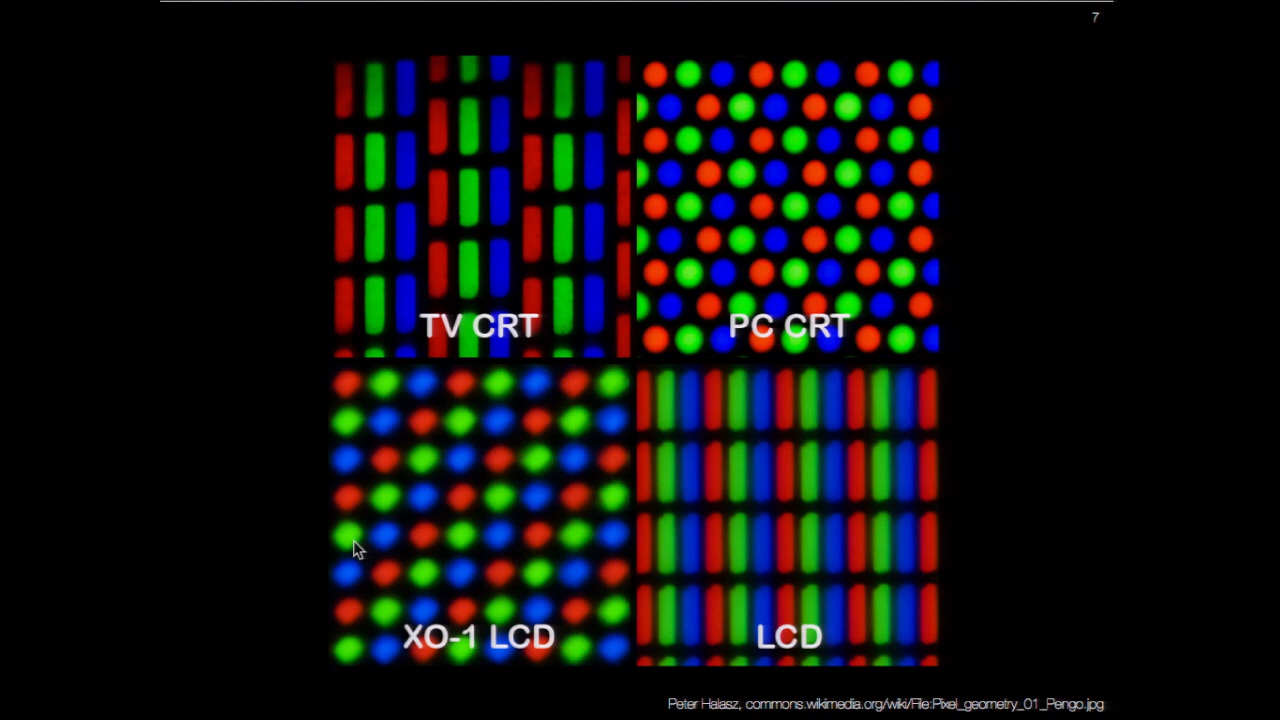 7
TV CRT
PC CRT
XO-1 LCD
LCD
Peter Halasz, commons.wikimedia.org/wiki/File:Pixel_geometry_01_Pengo.jpg